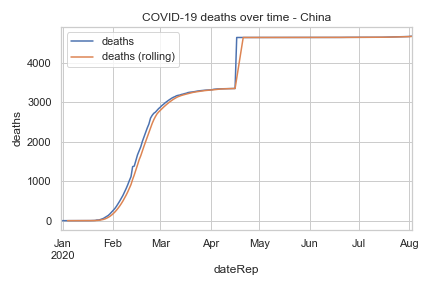 COVID-19 deaths over time - China
deaths
deaths (rolling)
deaths
4000
3000
2000
1000
0
Jan
2020
Feb
Mar
Apr
May
Jun
Jul
Aug
dateRep